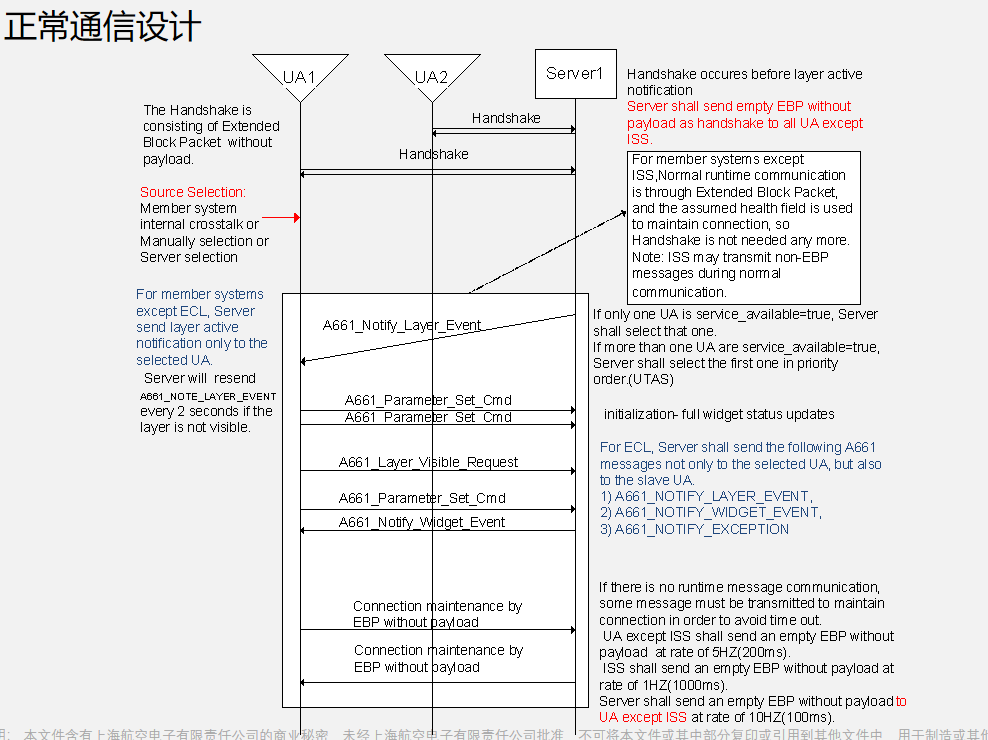 正常通信设计
UA1
UA2
Server1
The Handshake is
consisting of Extended
Block Packet without
payload.
Handshake
Handshake
Handshake occures before layer active
notification
Server shall send empty EBP without
payload as handshake to all UA except
ISS.
Source Selection:
Member system
internal crosstalk or
Manually selection or
Server selection
For member systems except
ISS,Normal runtime communication
is through Extended Block Packet,
and the assumed health field is used
to maintain connection, so
Handshake is not needed any more.
Note: ISS may transmit non-EBP
messages during normal
communication.
For member systems
except ECL, Server
send layer active
notification only to the
selected UA.
Server will resend
A661_NOTE_LAYER_EVENT
every 2 seconds if the
layer is not visible.
A661_Notify_Layer_Event
If only one UA is service_available=true, Server
shall select that one.
If more than one UA are service_available=true,
Server shall select the first one in priority
order.(UTAS)
A661_Parameter_Set_Cmd
A661_Parameter_Set_Cmd
initialization- full widget status updates
A661_Layer_Visible_Request
A661_Parameter_Set_Cmd
A661_Notify_Widget_Event
For ECL, Server shall send the following A661
messages not only to the selected UA, but also
to the slave UA.
1) A661_NOTIFY_LAYER_EVENT,
2) A661_NOTIFY_WIDGET_EVENT,
3) A661_NOTIFY_EXCEPTION
Connection maintenance by
EBP without payload
Connection maintenance by
EBP without payload
If there is no runtime message communication,
some message must be transmitted to maintain
connection in order to avoid time out.
UA except ISS shall send an empty EBP without
payload at rate of 5HZ(200ms).
ISS shall send an empty EBP without payload at
rate of 1HZ(1000ms).
Server shall send an empty EBP without payload to
UA except ISS at rate of 10HZ(100ms).
明： 本文件含有上海航空电子有限责任公司的商业秘密，未经上海航空电子有限责任公司批准，不可将本文件或其中部分复印或引用到其他文件中，用于制造或其他